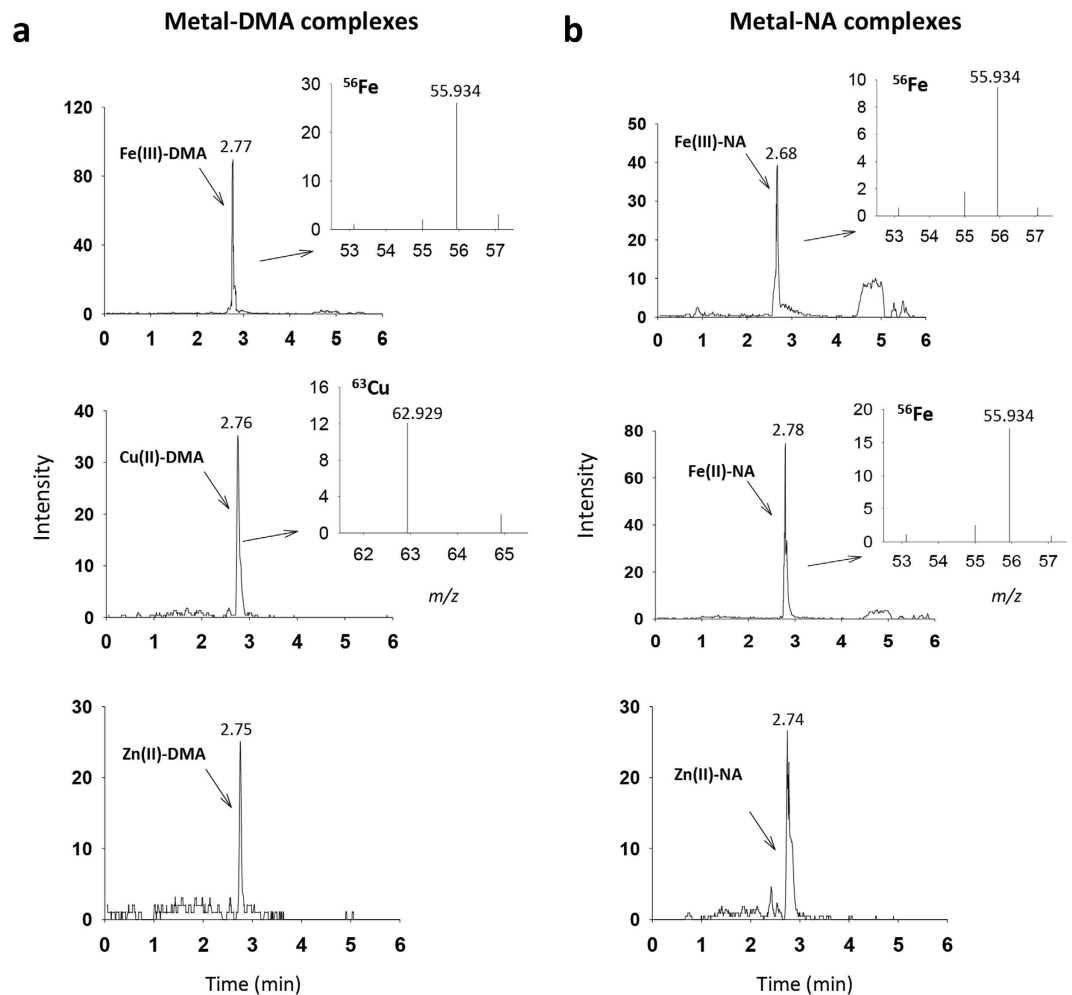 a
Metal-DMA complexes
120
80
40
0
0 1 2 3 4 5 6
Fe(III)-DMA
2.77
30
20
10
0
53 54 55 56 57
⁵⁶Fe
55.934
40
30
20
10
0
0 1 2 3 4 5 6
Cu(II)-DMA
2.76
16
12
8
4
0
62 63 64 65
⁶³Cu
62.929
m/z
Intensity
30
20
10
0
0 1 2 3 4 5 6
Zn(II)-DMA
2.75
Time (min)
b
Metal-NA complexes
50
40
30
20
10
0
0 1 2 3 4 5 6
Fe(III)-NA
2.68
10
8
6
4
2
0
53 54 55 56 57
⁵⁶Fe
55.934
80
60
40
20
0
0 1 2 3 4 5 6
Fe(II)-NA
2.78
20
15
10
5
0
53 54 55 56 57
⁵⁶Fe
55.934
m/z
Intensity
30
20
10
0
0 1 2 3 4 5 6
Zn(II)-NA
2.74
Time (min)